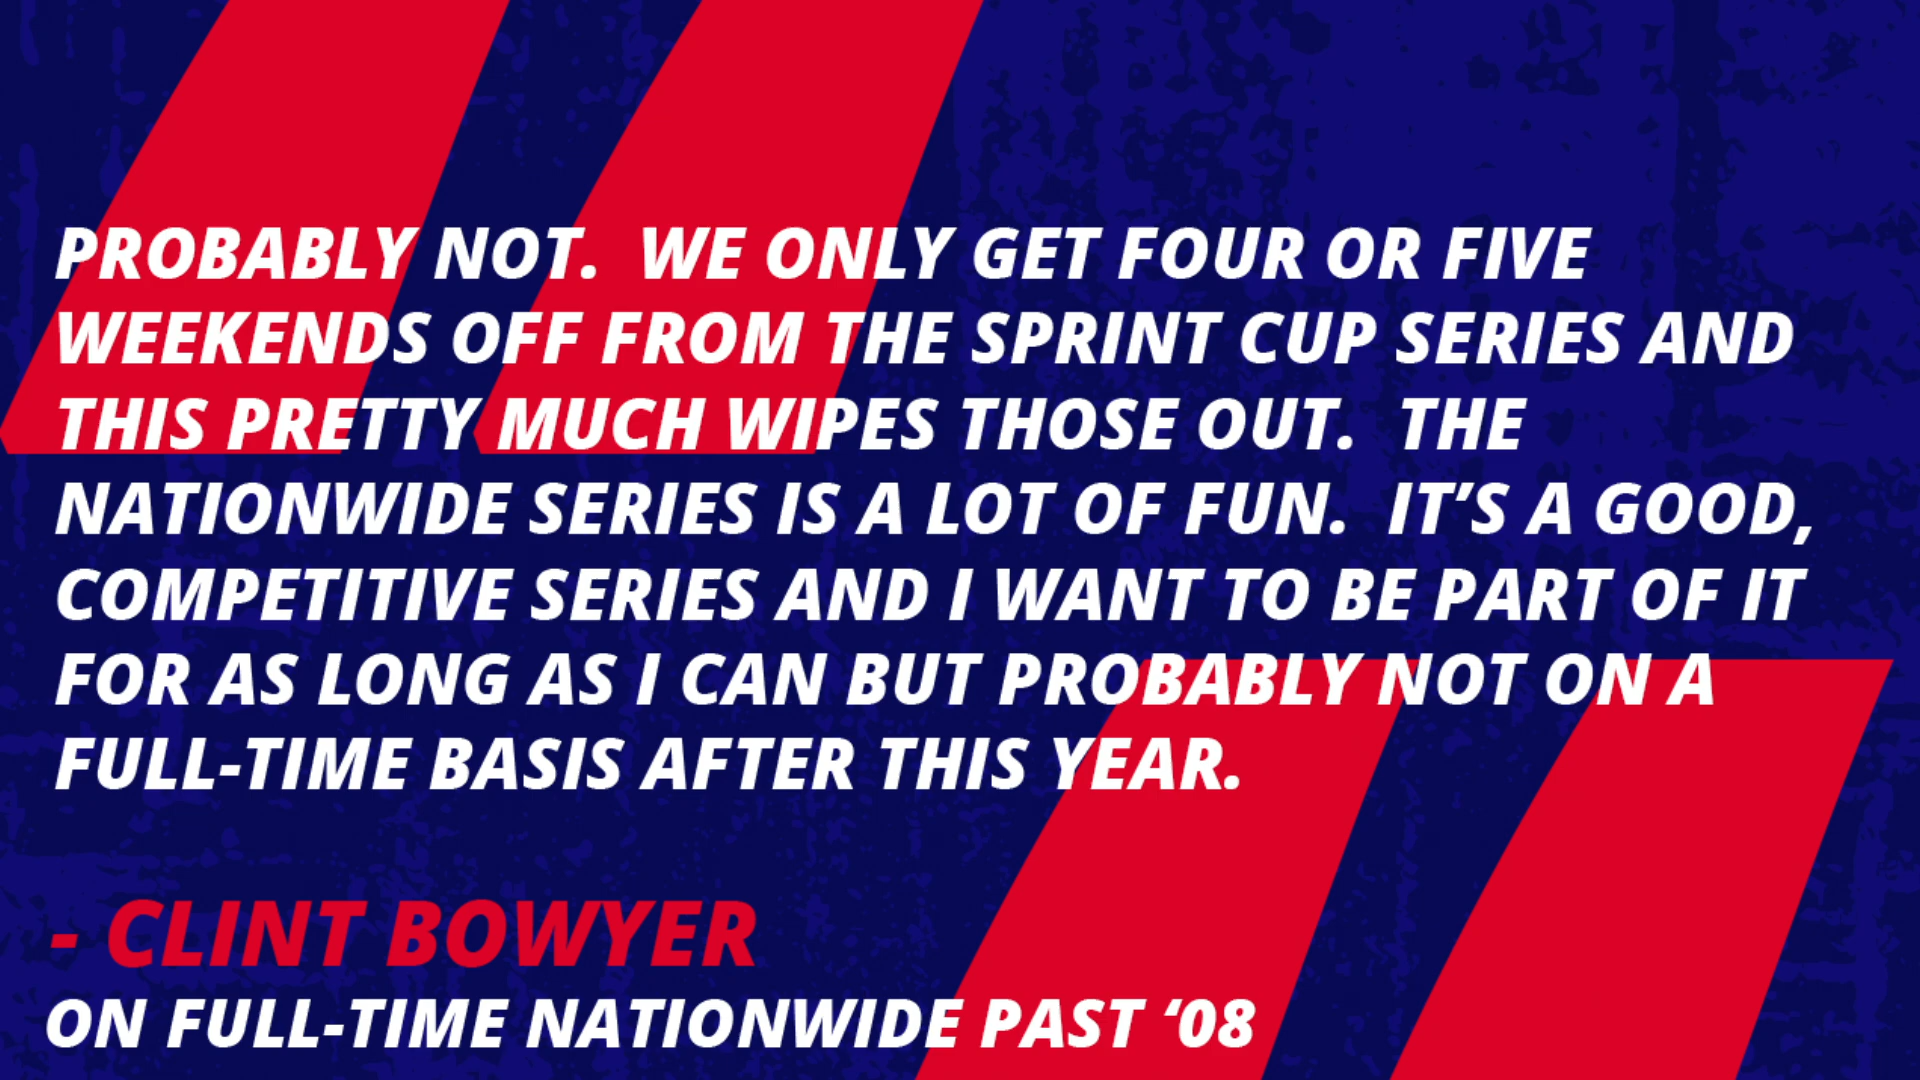 PROBABLY NOT.  WE ONLY GET FOUR OR FIVE
WEEKENDS OFF FROM THE SPRINT CUP SERIES AND
THIS PRETTY MUCH WIPES THOSE OUT.  THE
NATIONWIDE SERIES IS A LOT OF FUN.  IT’S A GOOD,
COMPETITIVE SERIES AND I WANT TO BE PART OF IT
FOR AS LONG AS I CAN BUT PROBABLY NOT ON A
FULL-TIME BASIS AFTER THIS YEAR.
- CLINT BOWYER
ON FULL-TIME NATIONWIDE PAST ‘08